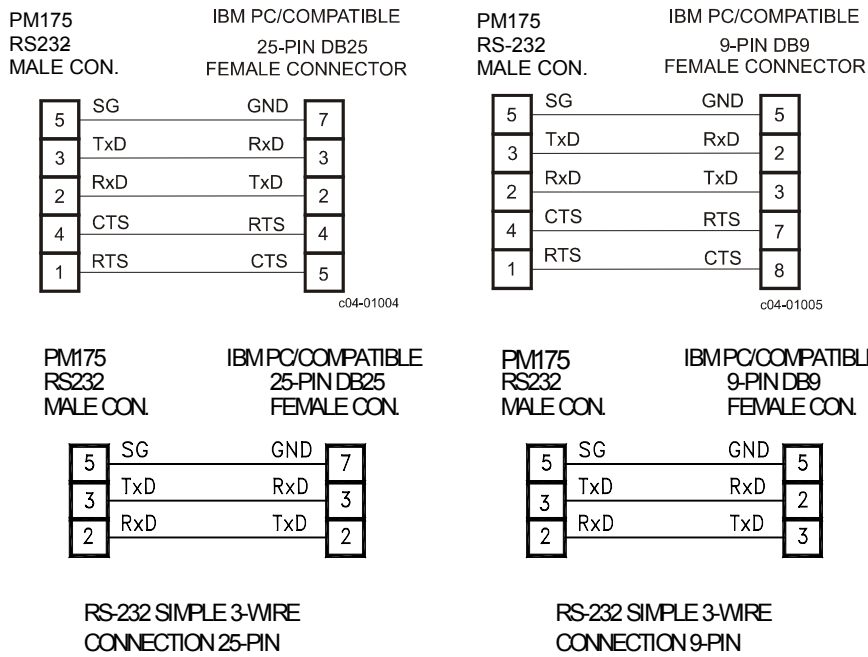 PM175
RS232
MALE CON.
IBM PC/COMPATIBLE
25-PIN DB25
FEMALE CONNECTOR
5 SG GND 7
3 TxD RxD 3
2 RxD TxD 2
4 CTS RTS 4
1 RTS CTS 5
c04-01004
PM175
RS-232
MALE CON.
IBM PC/COMPATIBLE
9-PIN DB9
FEMALE CONNECTOR
5 SG GND 5
3 TxD RxD 2
2 RxD TxD 3
4 CTS RTS 7
1 RTS CTS 8
c04-01005
PM175
RS232
MALE CON.
IBM PC/COMPATIBLE
25-PIN DB25
FEMALE CON.
5 SG GND 7
3 TxD RxD 3
2 RxD TxD 2
RS-232 SIMPLE 3-WIRE
CONNECTION 25-PIN
PM175
RS232
MALE CON.
IBM PC/COMPATIBL
9-PIN DB9
FEMALE CON.
5 SG GND 5
3 TxD RxD 2
2 RxD TxD 3
RS-232 SIMPLE 3-WIRE
CONNECTION 9-PIN